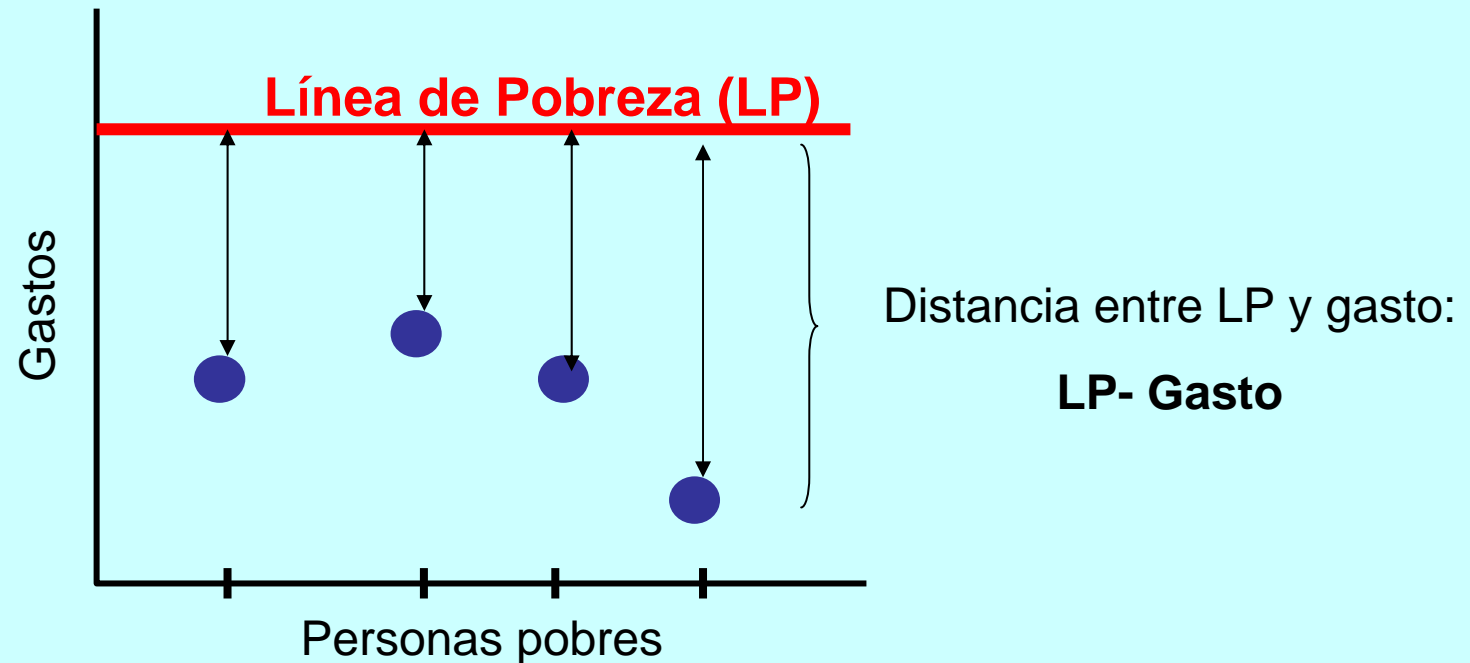 Línea de Pobreza (LP)
Gastos
Distancia entre LP y gasto:
LP- Gasto
Personas pobres